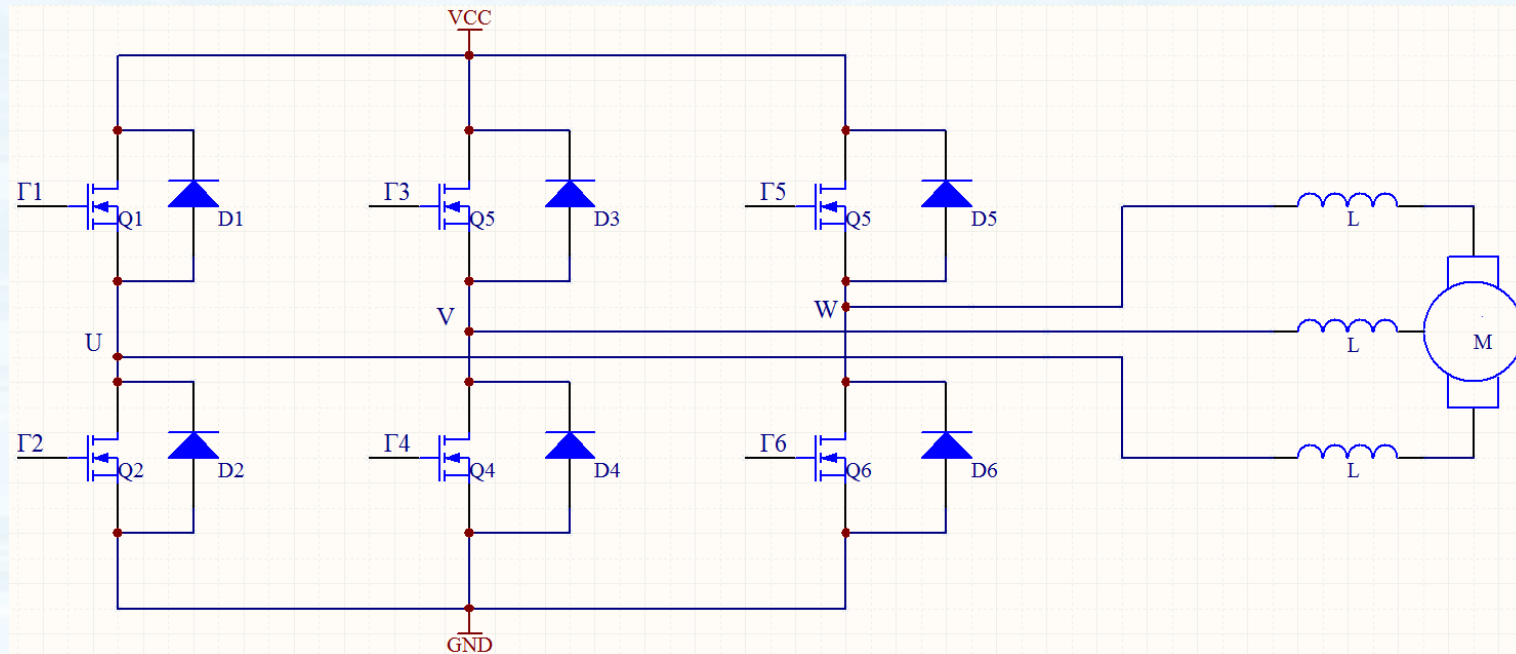 VCC
Γ1
Q1
D1
Γ3
Q5
D3
Γ5
Q5
D5
L
U
V
W
L
M
Γ2
Q2
D2
Γ4
Q4
D4
Γ6
Q6
D6
L
GND